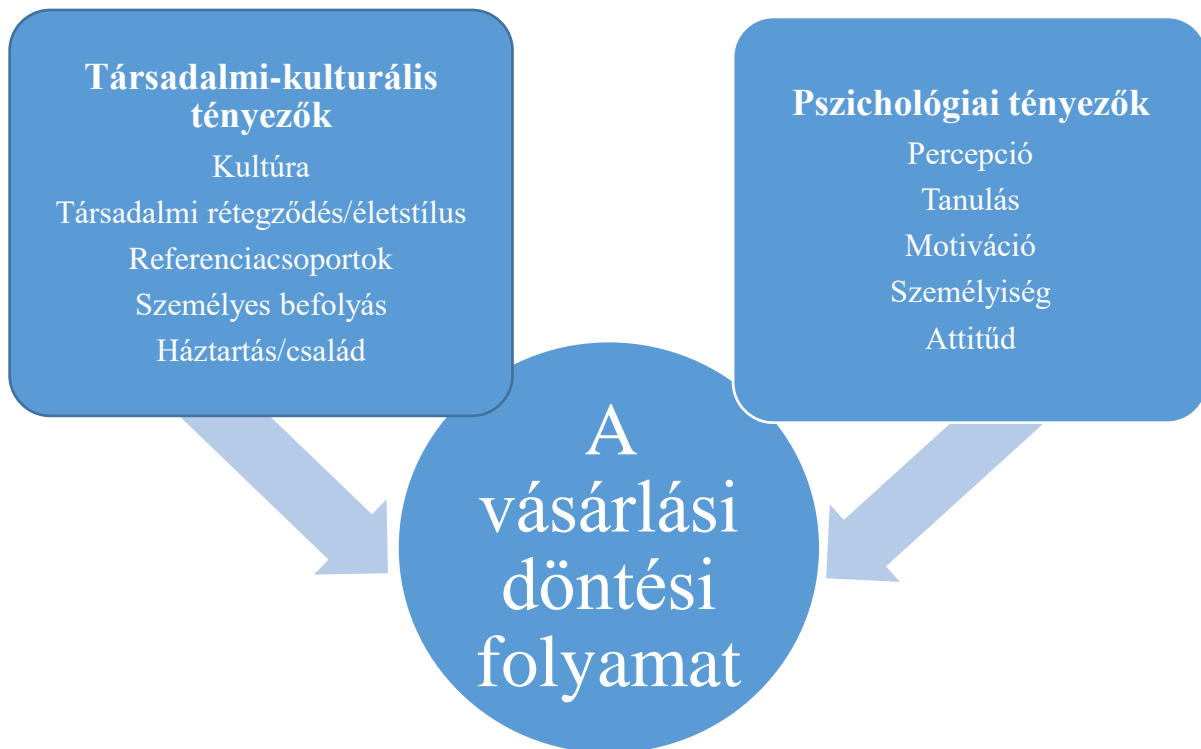 Társadalmi-kulturális
tényezők
Kultúra
Társadalmi rétegződés/életstílus
Referenciacsoportok
Személyes befolyás
Háztartás/család
Pszichológiai tényezők
Percepció
Tanulás
Motiváció
Személyiség
Attitűd
A
vásárlási
döntési
folyamat